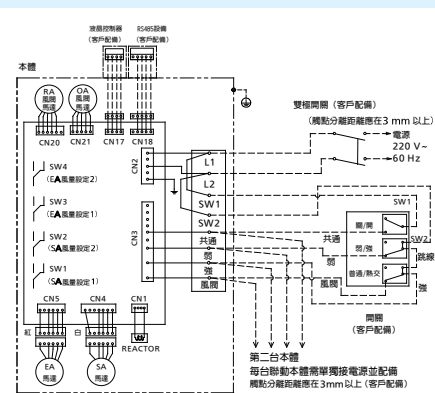 液晶控制器
（客戶配備）
RS485設備
（客戶配備）
本體
RA
風閥
馬達
OA
風閥
馬達
CN20
CN21
CN17
CN18
雙極開關（客戶配備）
（觸點分離距離應在3 mm以上）
電源
220 V~
60 Hz
SW4
(EA風量設定2)
SW3
(EA風量設定1)
SW2
(SA風量設定2)
SW1
(SA風量設定1)
CN2
CN3
L1
L2
SW1
SW2
共通
弱
強
風閥
SW1
關/開
弱/強
SW2
跳線
普通/熱交
共通
弱
強
開關
（客戶配備）
CN5
CN4
CN1
紅
白
REACTOR
EA
馬達
SA
馬達
第二台本體
每台聯動本體需單獨接電源並配備
觸點分離距離應在3mm以上（客戶配備）